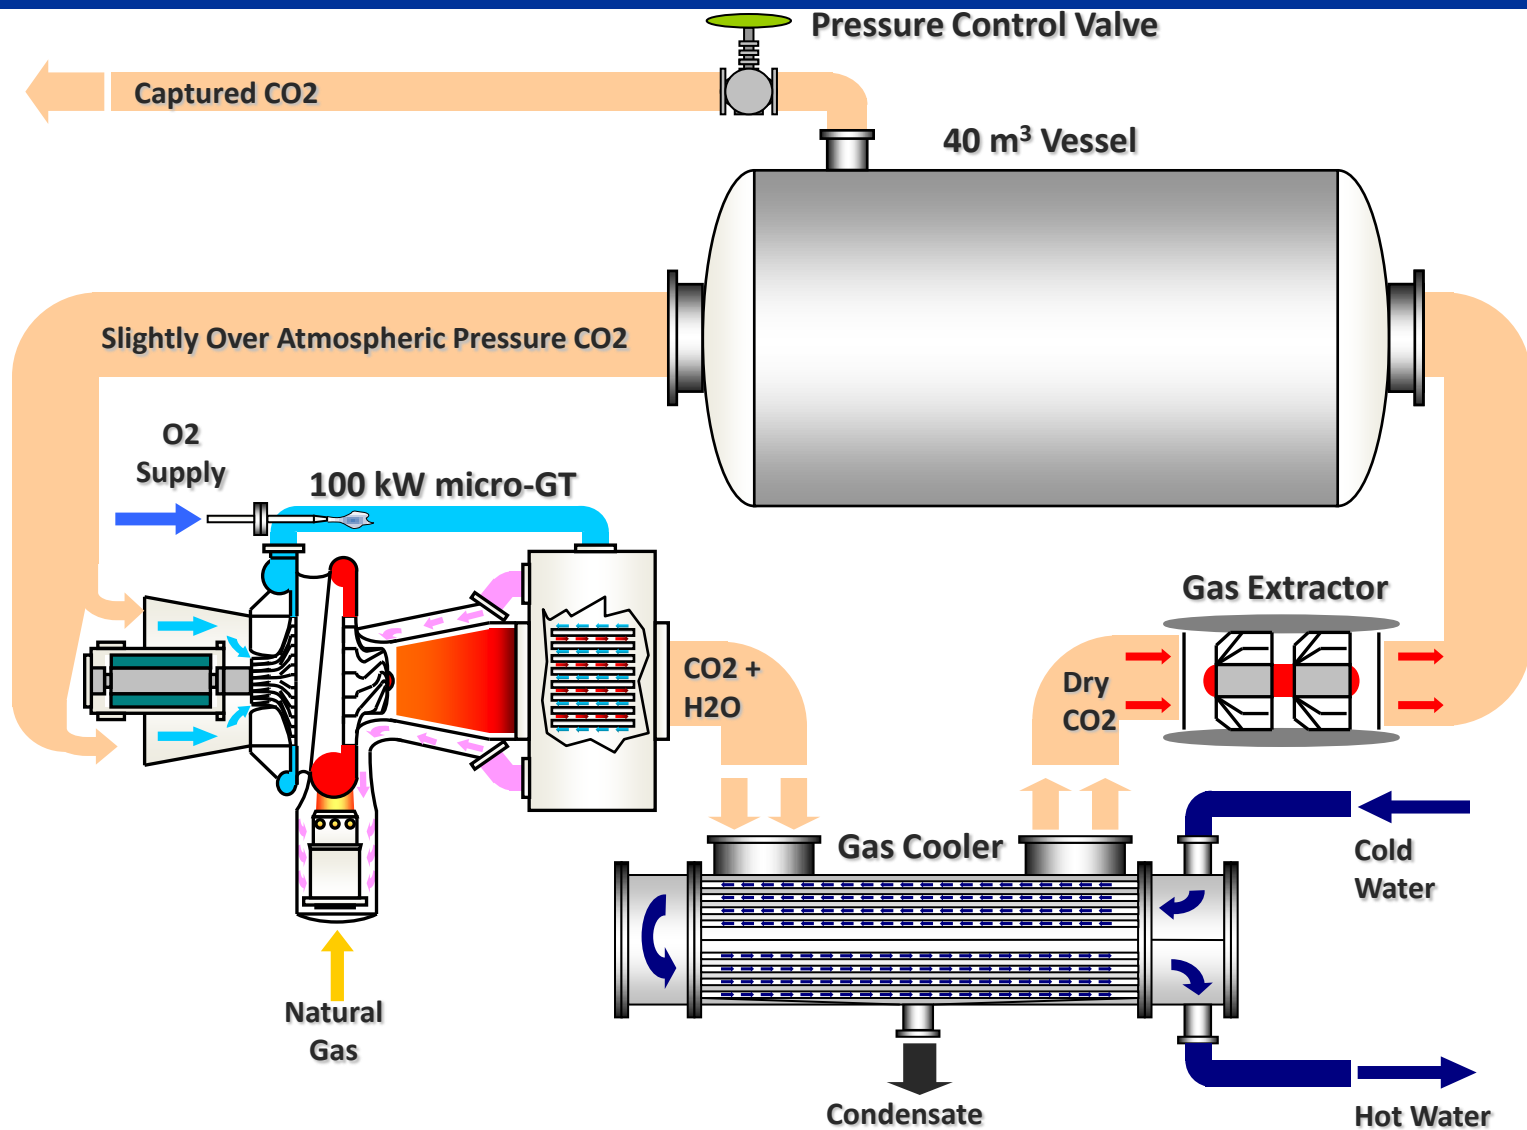 Pressure Control Valve
Captured CO2
40 m³ Vessel
Slightly Over Atmospheric Pressure CO2
O2
Supply
100 kW micro-GT
Gas Extractor
CO2 +
H2O
Dry
CO2
Gas Cooler
Cold
Water
Natural
Gas
Condensate
Hot Water